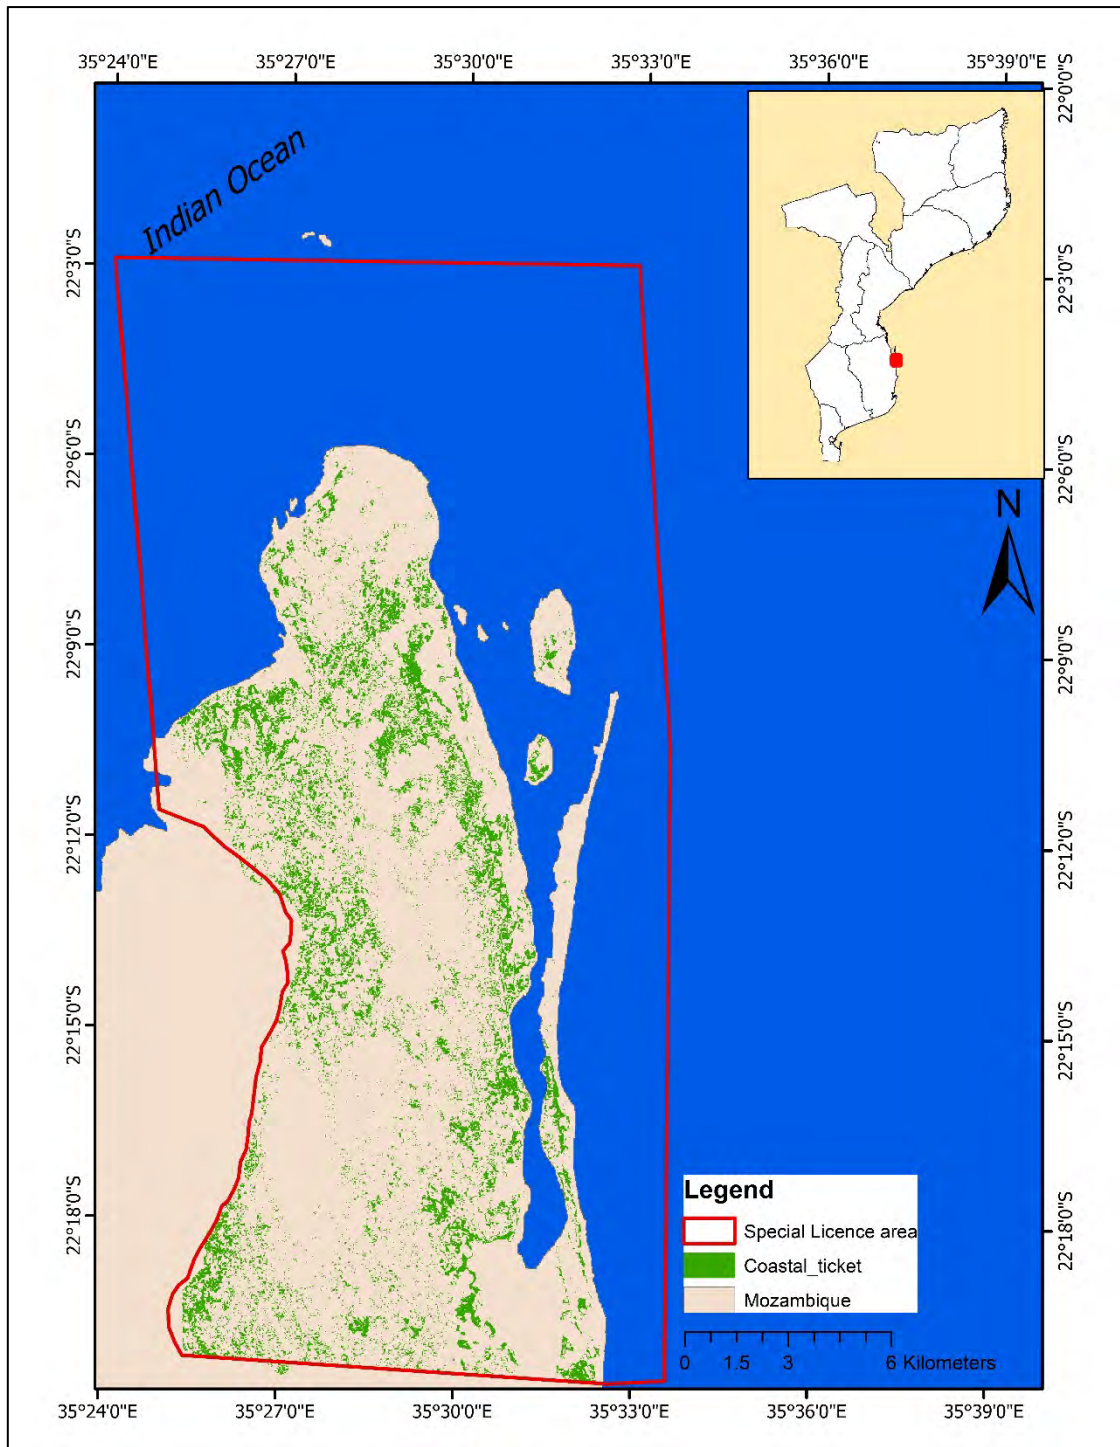 35°24'0"E 35°27'0"E 35°30'0"E 35°33'0"E 35°36'0"E 35°39'0"E
22°0'0"S
Indian Ocean
22°3'0"S 22°3'0"S
22°6'0"S 22°6'0"S
N
22°9'0"S 22°9'0"S
22°12'0"S 22°12'0"S
22°15'0"S 22°15'0"S
22°18'0"S 22°18'0"S
Legend
Special Licence area
Coastal_ticket
Mozambique
0 1.5 3 6 Kilometers
35°24'0"E 35°27'0"E 35°30'0"E 35°33'0"E 35°36'0"E 35°39'0"E